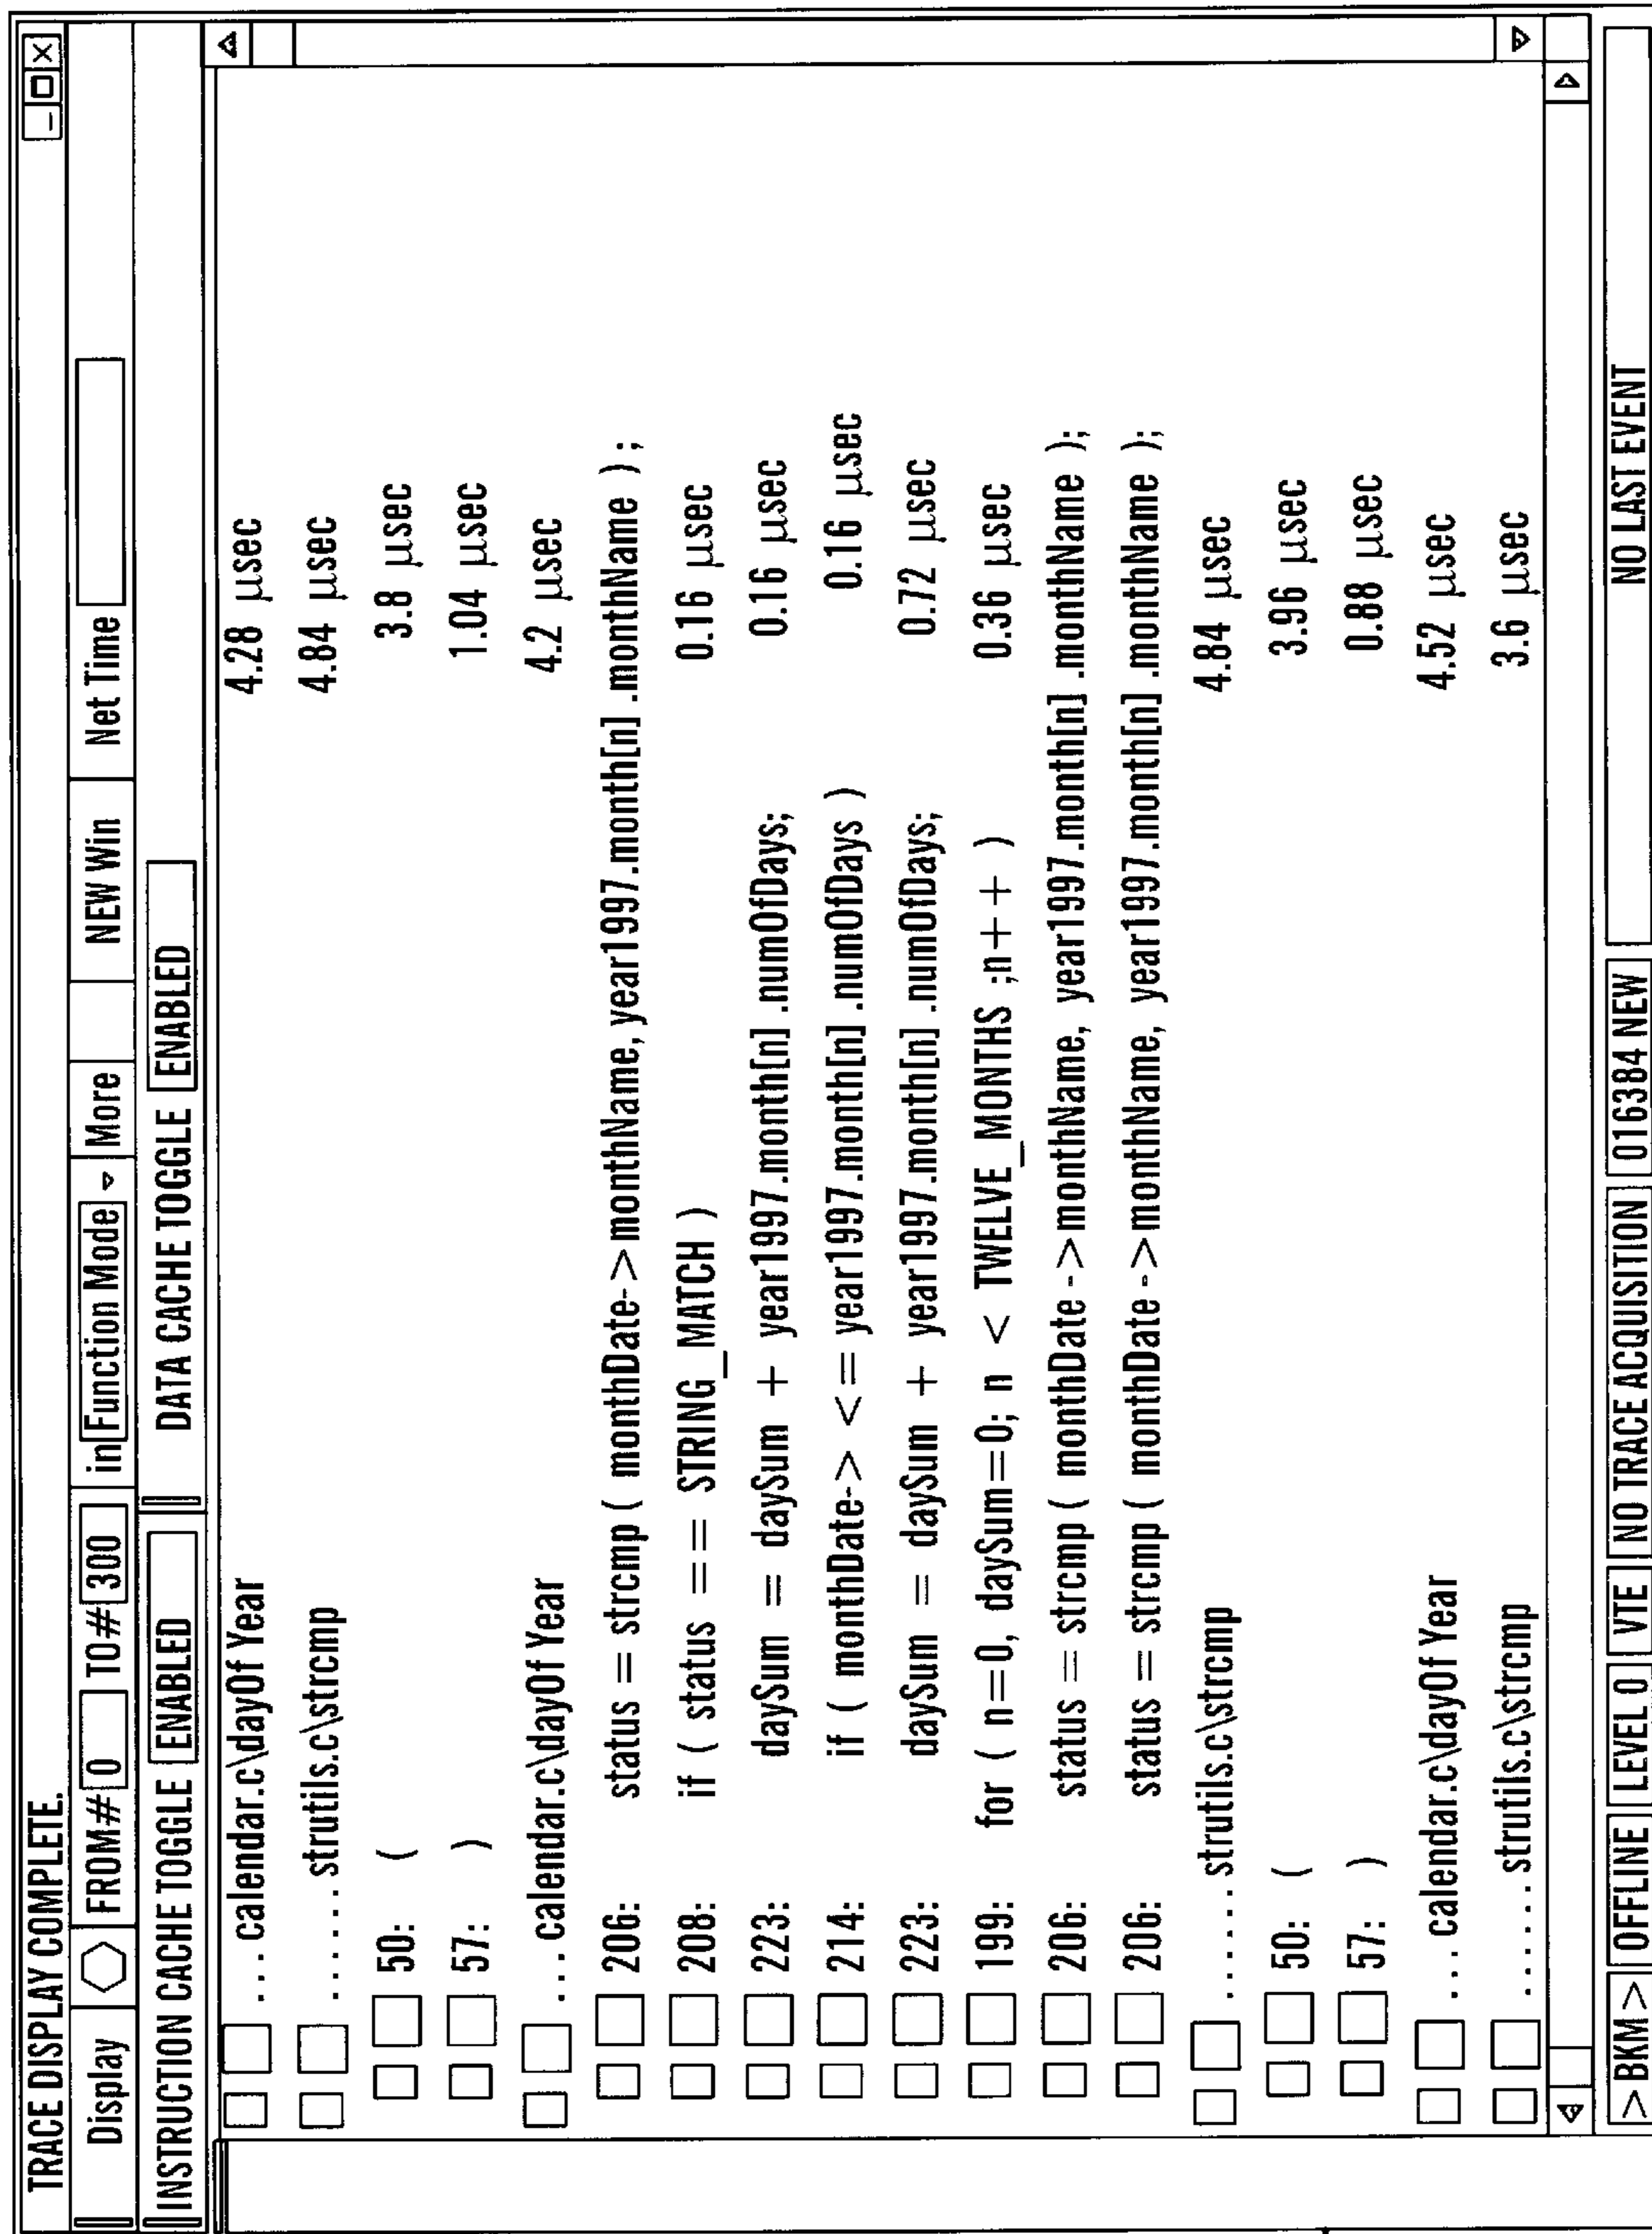 TRACE DISPLAY COMPLETE.
Display FROM# 0 TO# 300 in Function Mode More NEW Win Net Time
INSTRUCTION CACHE TOGGLE ENABLED DATA CACHE TOGGLE ENABLED
...calendar.c\dayOf Year 4.28 μsec
......strutils.c\strcmp 4.84 μsec
50: ( 3.8 μsec
57: ) 1.04 μsec
...calendar.c\dayOf Year 4.2 μsec
206: status = strcmp ( monthDate->monthName, year1997.month[n] .monthName );
208: if ( status == STRING_MATCH ) 0.16 μsec
223: daySum = daySum + year1997.month[n] .numOfDays; 0.16 μsec
214: if ( monthDate-> <= year1997.month[n] .numOfDays ) 0.16 μsec
223: daySum = daySum + year1997.month[n] .numOfDays; 0.72 μsec
199: for ( n=0, daySum=0; n < TWELVE_MONTHS ;n++ ) 0.36 μsec
206: status = strcmp ( monthDate ->monthName, year1997.month[n] .monthName );
206: status = strcmp ( monthDate ->monthName, year1997.month[n] .monthName );
......strutils.c\strcmp 4.84 μsec
50: ( 3.96 μsec
57: ) 0.88 μsec
...calendar.c\dayOf Year 4.52 μsec
......strutils.c\strcmp 3.6 μsec
>BKM> OFFLINE LEVEL 0 VTE NO TRACE ACQUISITION 016384 NEW NO LAST EVENT